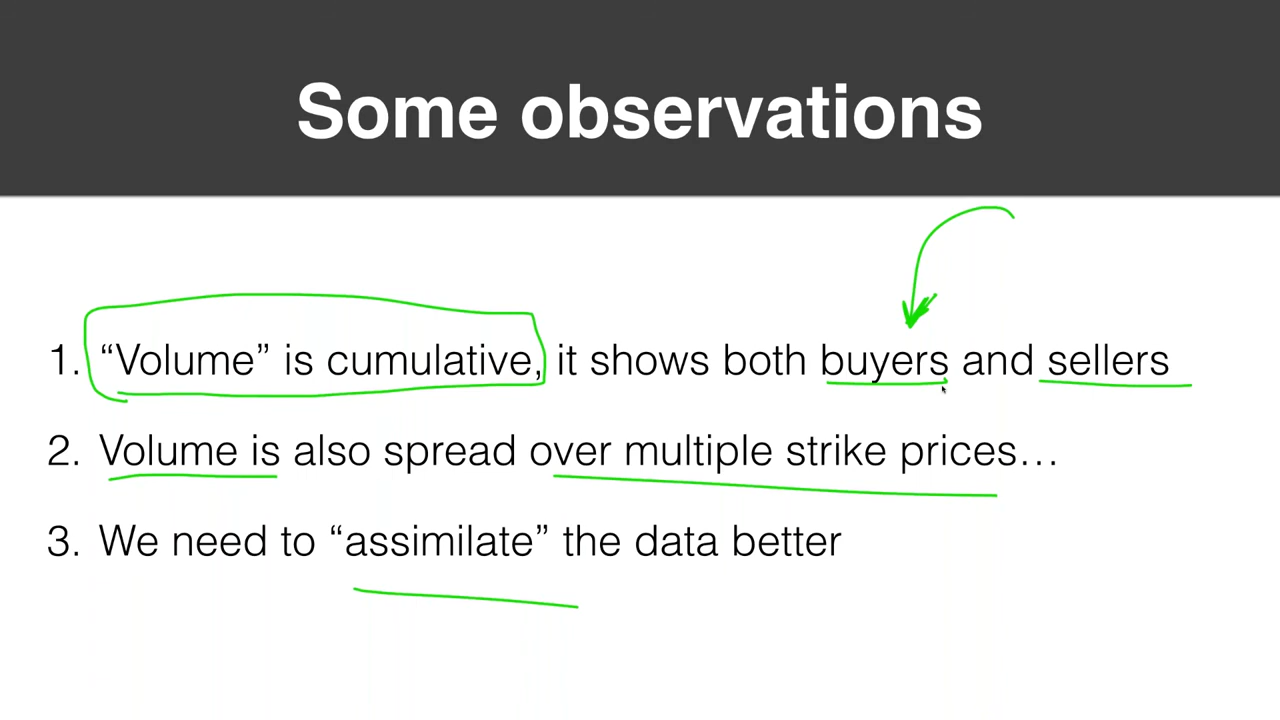 Some observations
1. “Volume” is cumulative, it shows both buyers and sellers
2. Volume is also spread over multiple strike prices…
3. We need to “assimilate” the data better